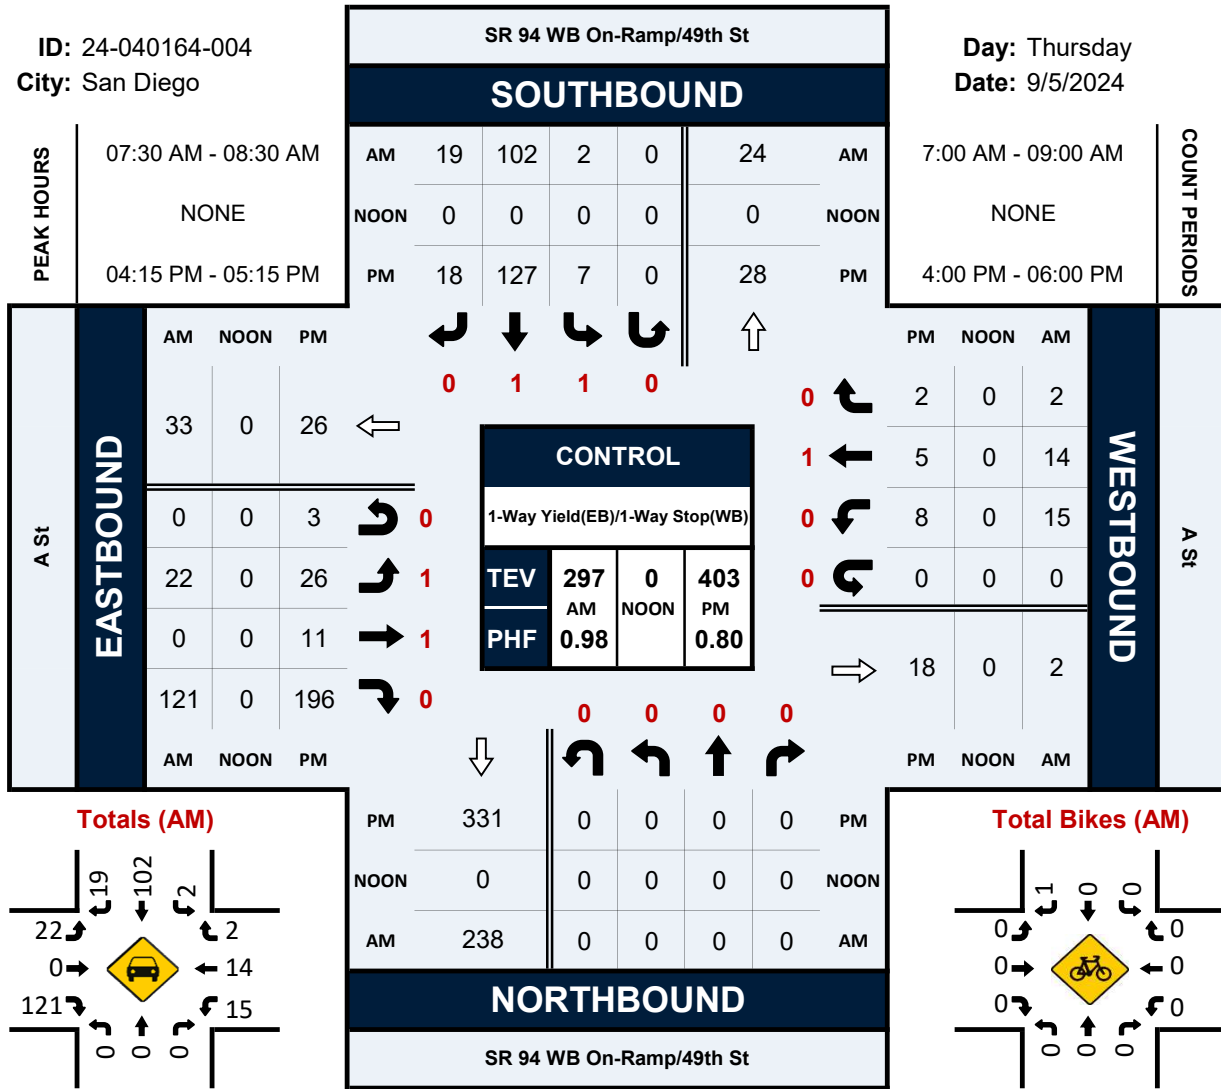 SR 94 WB On-Ramp/49th St
ID: 24-040164-004
City: San Diego
Day: Thursday
Date: 9/5/2024
SOUTHBOUND
PEAK HOURS
07:30 AM - 08:30 AM
NONE
04:15 PM - 05:15 PM
AM 19 102 2 0 24 AM
NOON 0 0 0 0 0 NOON
PM 18 127 7 0 28 PM
7:00 AM - 09:00 AM
NONE
4:00 PM - 06:00 PM
COUNT PERIODS
0 1 1 0
A St
EASTBOUND
AM NOON PM
33 0 26
0 0 3 0
22 0 26 1
0 0 11 1
121 0 196 0
AM NOON PM
CONTROL
1-Way Yield(EB)/1-Way Stop(WB)
TEV 297 0 403
AM NOON PM
PHF 0.98 0.80
PM NOON AM
0 2 0 2
1 5 0 14
0 8 0 15
0 0 0 0
18 0 2
PM NOON AM
WESTBOUND
A St
0 0 0 0
PM 331 0 0 0 0 PM
NOON 0 0 0 0 0 NOON
AM 238 0 0 0 0 AM
NORTHBOUND
SR 94 WB On-Ramp/49th St
Totals (AM)
19 102 2
22 2
0 14
121 15
0 0 0
Total Bikes (AM)
1 0 0
0 0
0 0
0 0
0 0 0